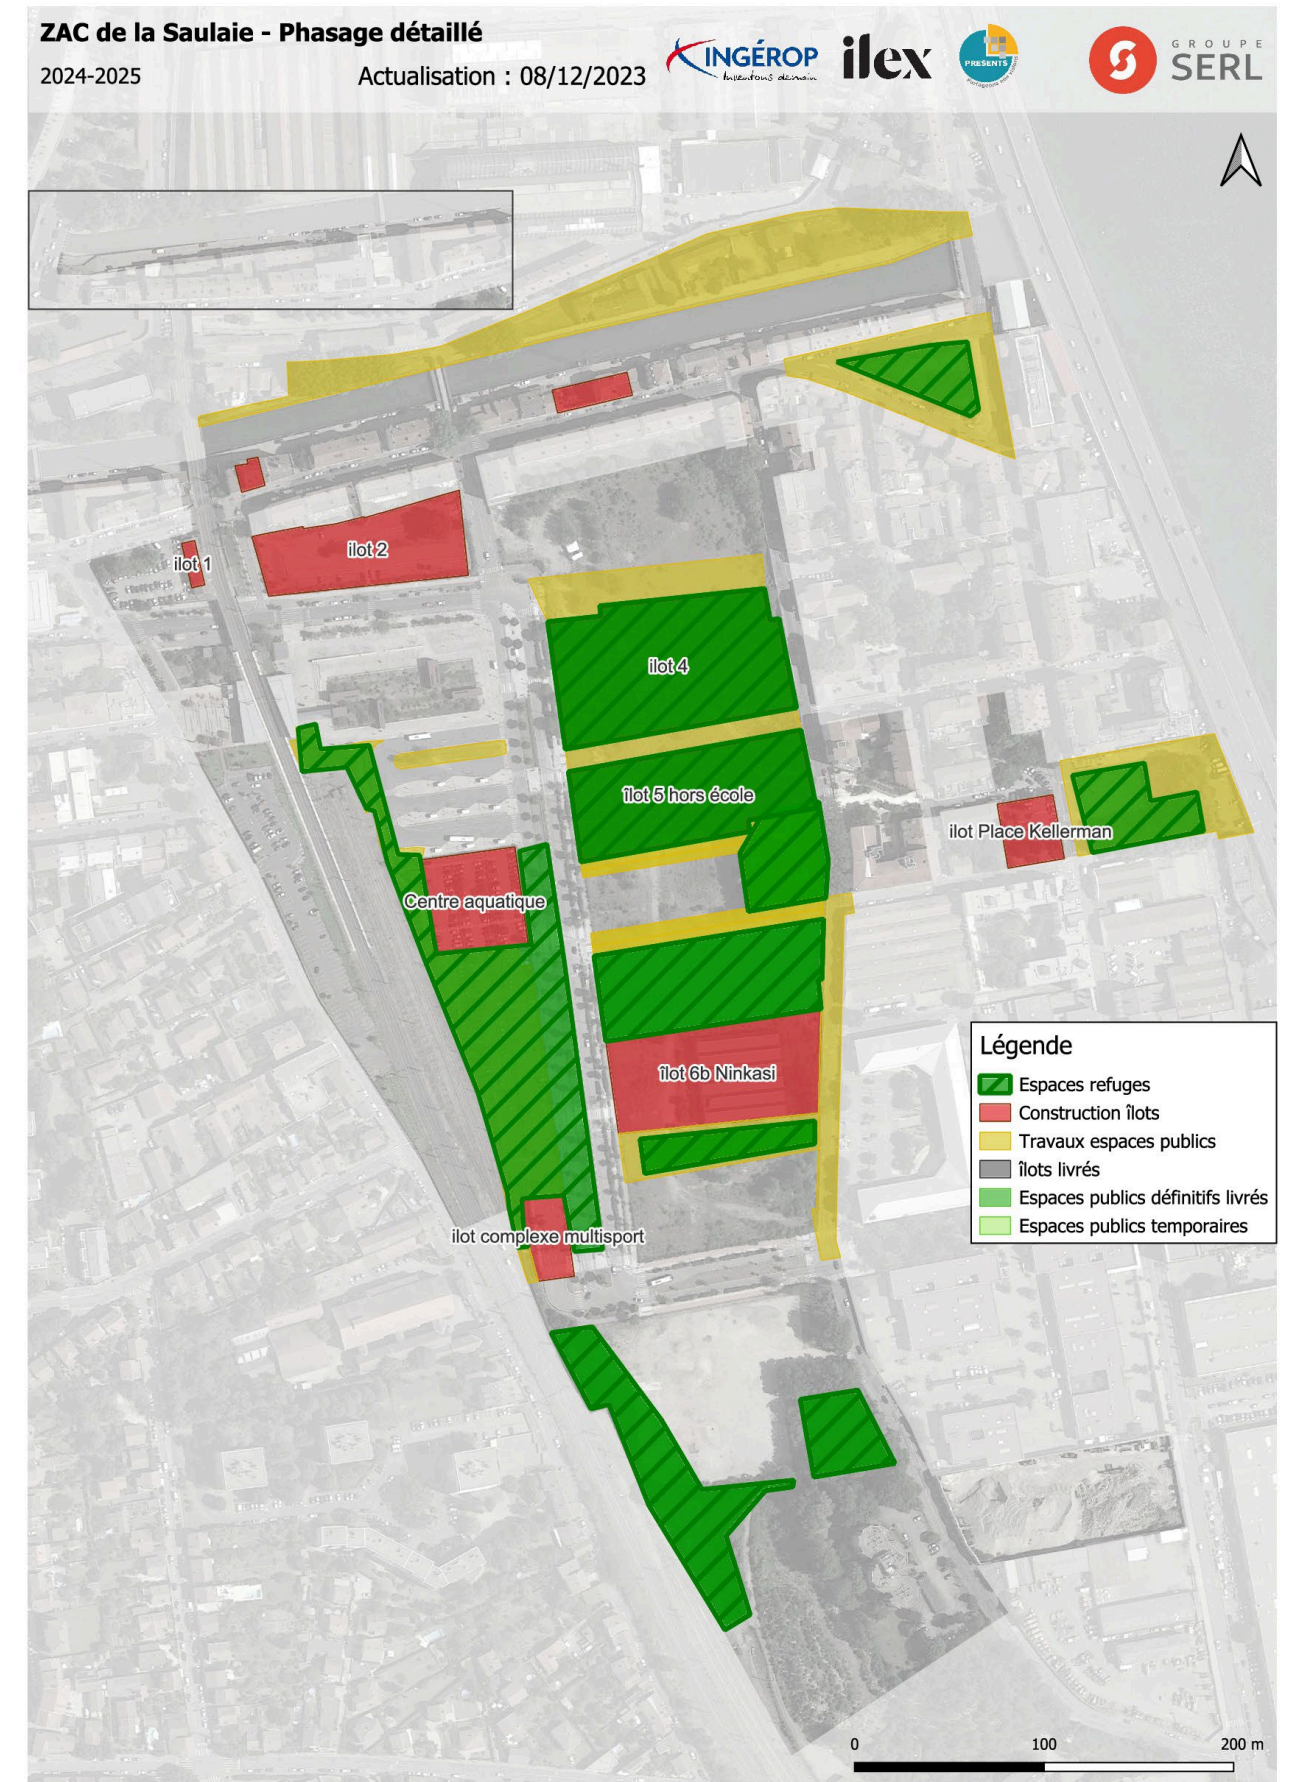 ZAC de la Saulaie - Phasage détaillé
2024-2025
Actualisation : 08/12/2023
INGÉROP
Inventons demain
ilex
PRESENTS
GROUPE
SERL
ilot 1
ilot 2
ilot 4
îlot 5 hors école
ilot Place Kellerman
Centre aquatique
îlot 6b Ninkasi
ilot complexe multisport
Légende
Espaces refuges
Construction îlots
Travaux espaces publics
îlots livrés
Espaces publics définitifs livrés
Espaces publics temporaires
0 100 200 m